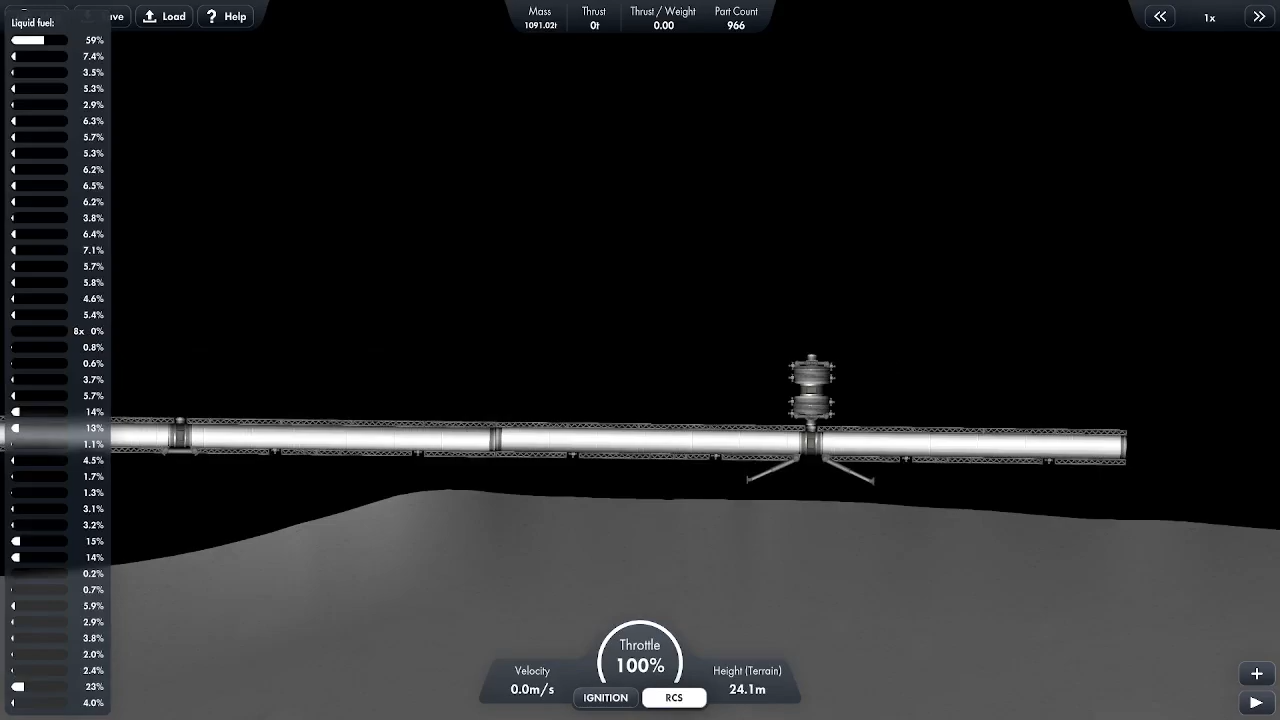 ave
Load
? Help
Mass
1091.02t
Thrust
0t
Thrust / Weight
0.00
Part Count
966
1x
Liquid fuel:
59%
7.4%
3.5%
5.3%
2.9%
6.3%
5.7%
5.3%
6.2%
6.5%
6.2%
3.8%
6.4%
7.1%
5.7%
5.8%
4.6%
5.4%
8x 0%
0.8%
0.6%
3.7%
5.7%
14%
13%
1.1%
4.5%
1.7%
1.3%
3.1%
3.2%
15%
14%
0.2%
0.7%
5.9%
2.9%
3.8%
2.0%
2.4%
23%
4.0%
Throttle
100%
Velocity
0.0m/s
IGNITION
RCS
Height (Terrain)
24.1m